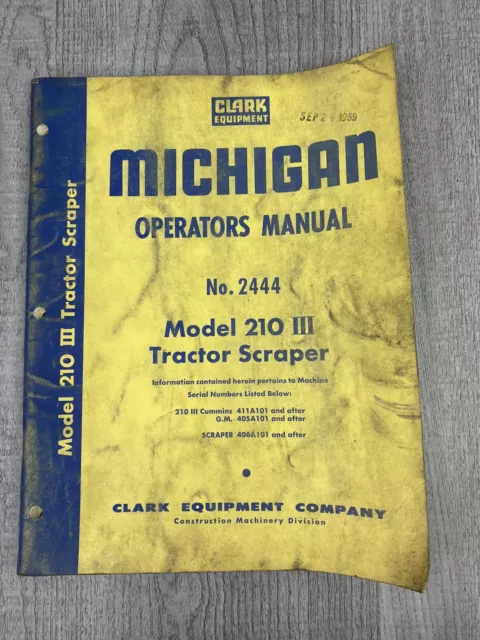 Model 210 III Tractor Scraper
CLARK
EQUIPMENT
SEP 24 1969
MICHIGAN
OPERATORS MANUAL
No. 2444
Model 210 III
Tractor Scraper
Information contained herein pertains to Machine
Serial Numbers Listed Below:
210 III Cummins 411A101 and after
G.M. 405A101 and after
SCRAPER 406A101 and after
CLARK EQUIPMENT COMPANY
Construction Machinery Division